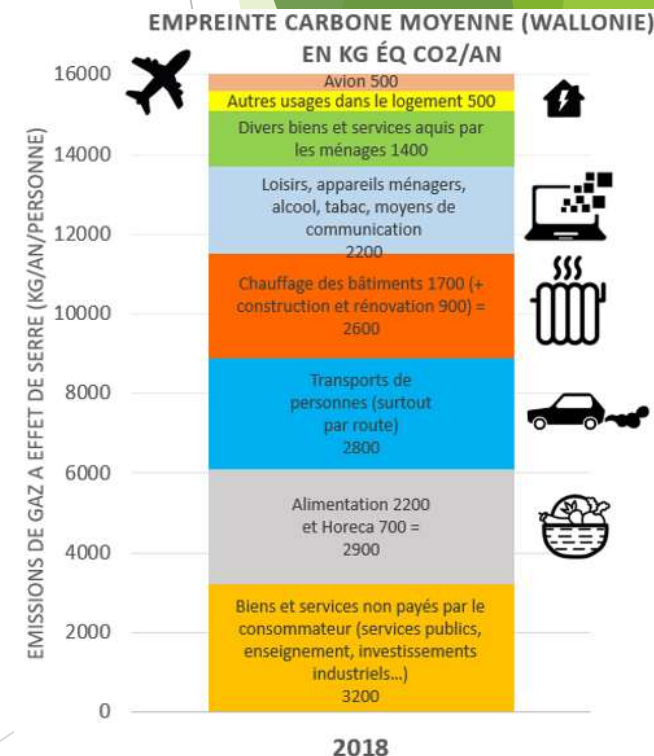 EMPREINTE CARBONE MOYENNE (WALLONIE)
EN KG ÉQ CO2/AN
EMISSIONS DE GAZ A EFFET DE SERRE (KG/AN/PERSONNE)
16000
14000
12000
10000
8000
6000
4000
2000
0
Avion 500
Autres usages dans le logement 500
Divers biens et services aquis par
les ménages 1400
Loisirs, appareils ménagers,
alcool, tabac, moyens de
communication
2200
Chauffage des bâtiments 1700 (+
construction et rénovation 900) =
2600
Transports de
personnes (surtout
par route)
2800
Alimentation 2200
et Horeca 700 =
2900
Biens et services non payés par le
consommateur (services publics,
enseignement, investissements
industriels...)
3200
2018